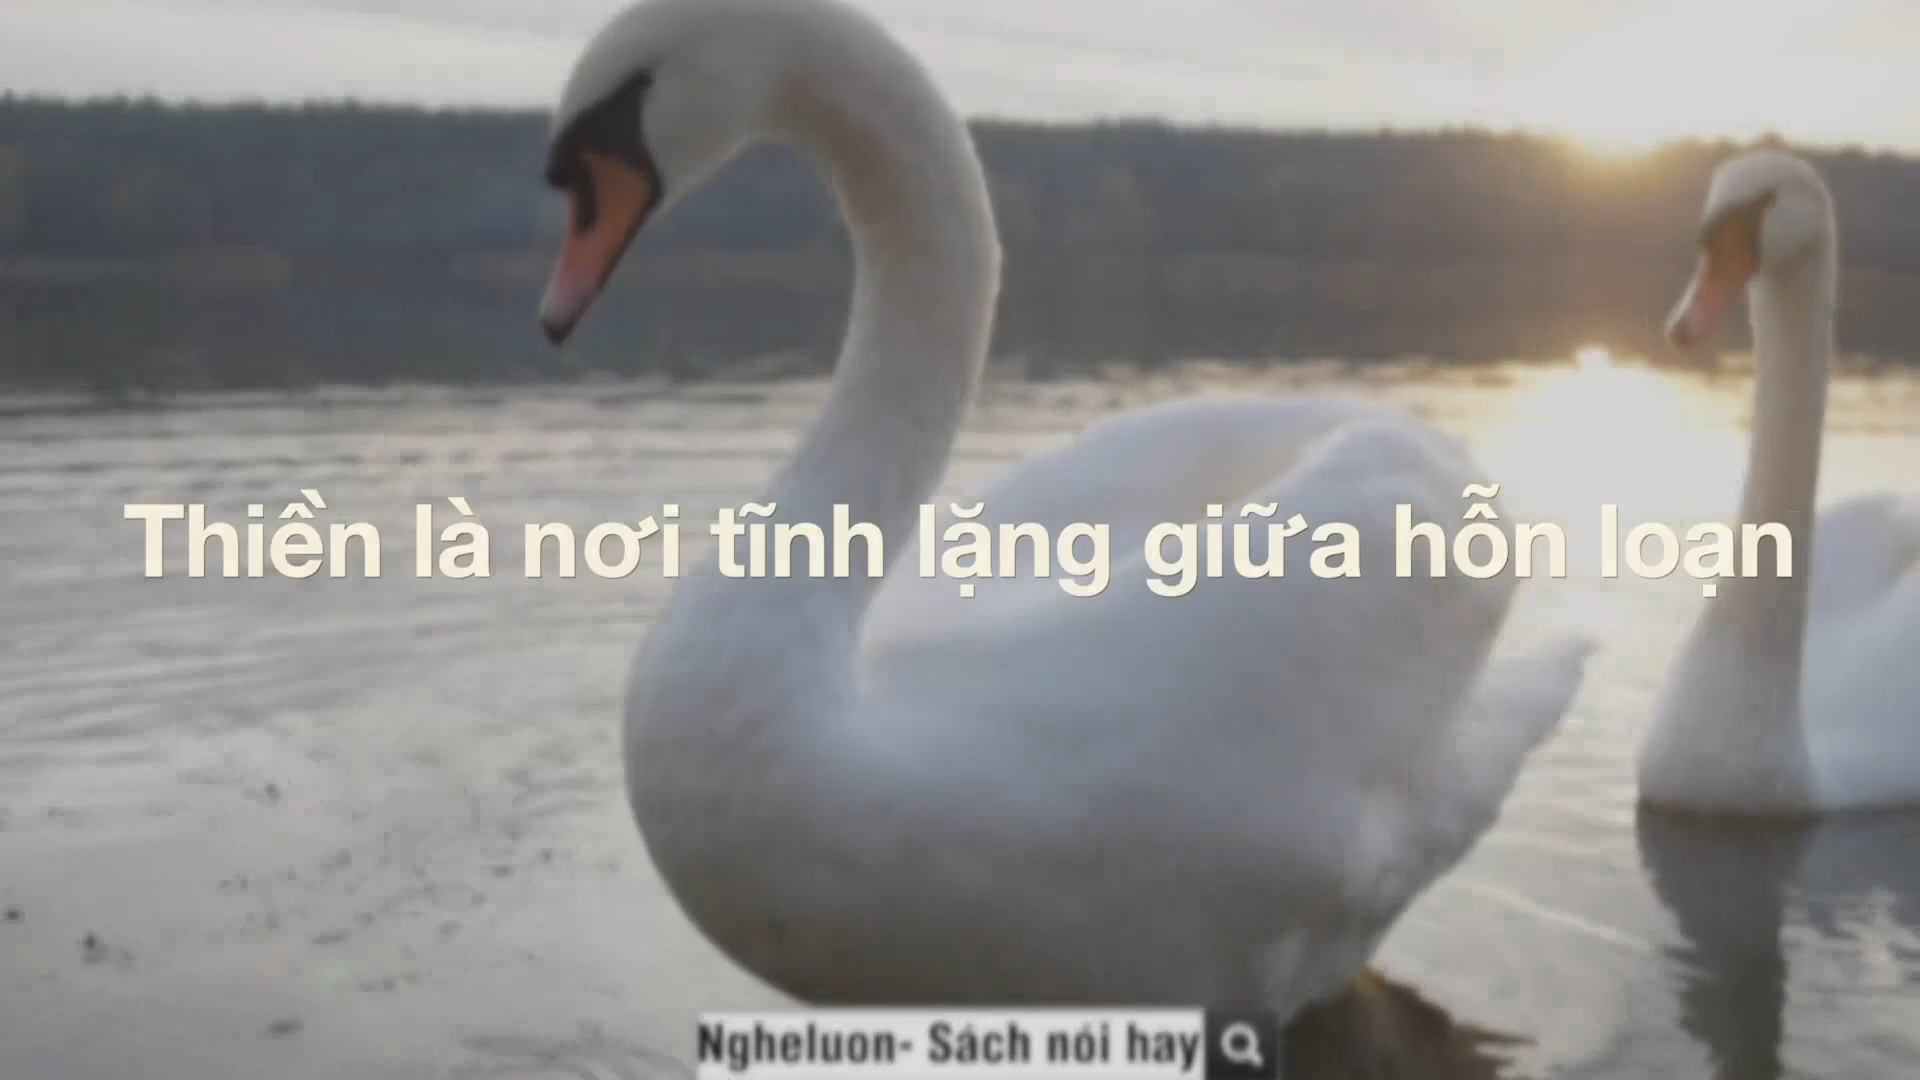 Thiền là nơi tĩnh lặng giữa hỗn loạn
Ngheluon- Sách nói hay